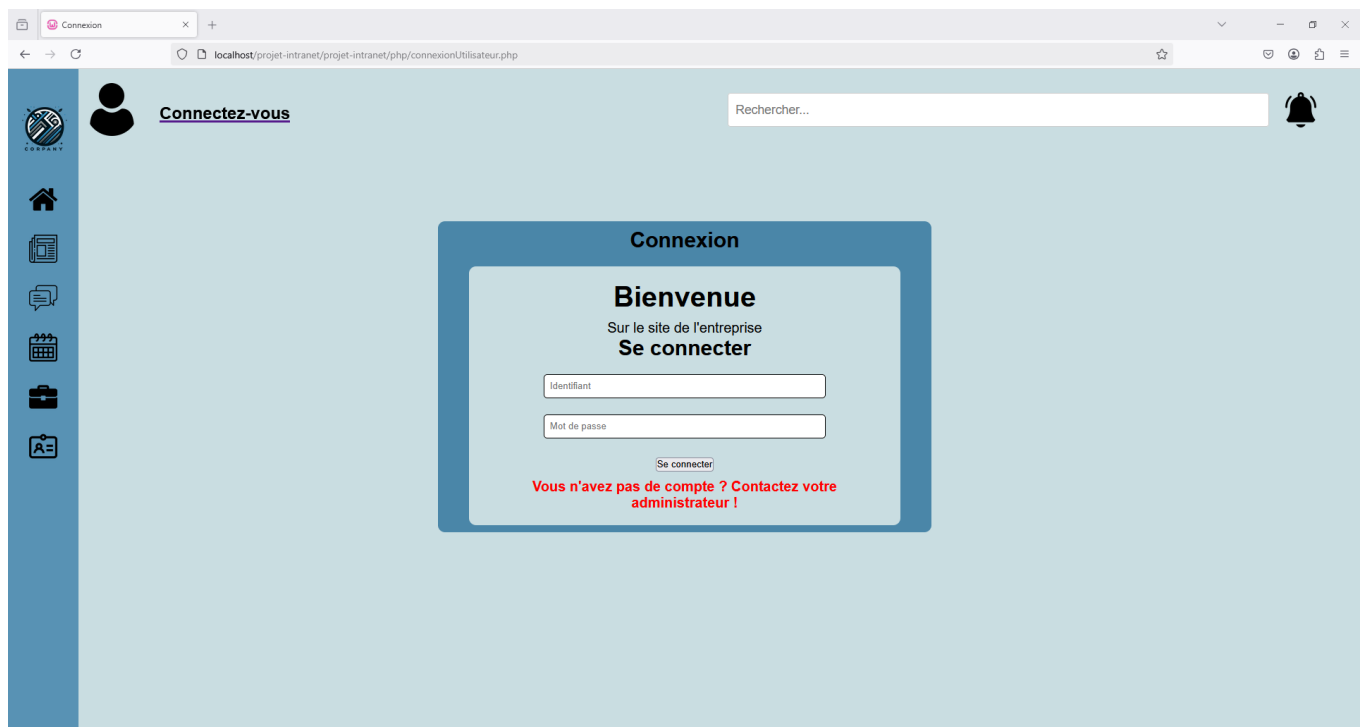 Connexion
localhost/projet-intranet/projet-intranet/php/connexionUtilisateur.php
Connectez-vous
Rechercher...
CORPANY
Connexion
Bienvenue
Sur le site de l'entreprise
Se connecter
Identifiant
Mot de passe
Se connecter
Vous n'avez pas de compte ? Contactez votre
administrateur !